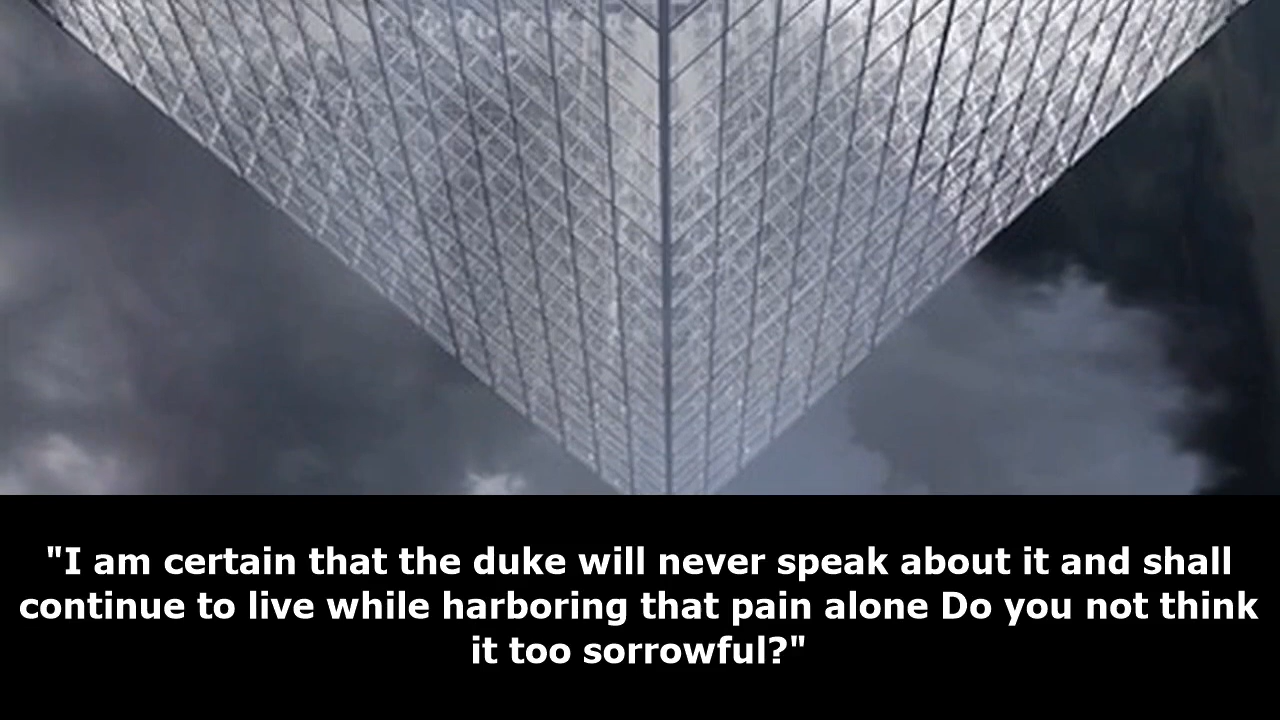 "I am certain that the duke will never speak about it and shall
continue to live while harboring that pain alone Do you not think
it too sorrowful?"